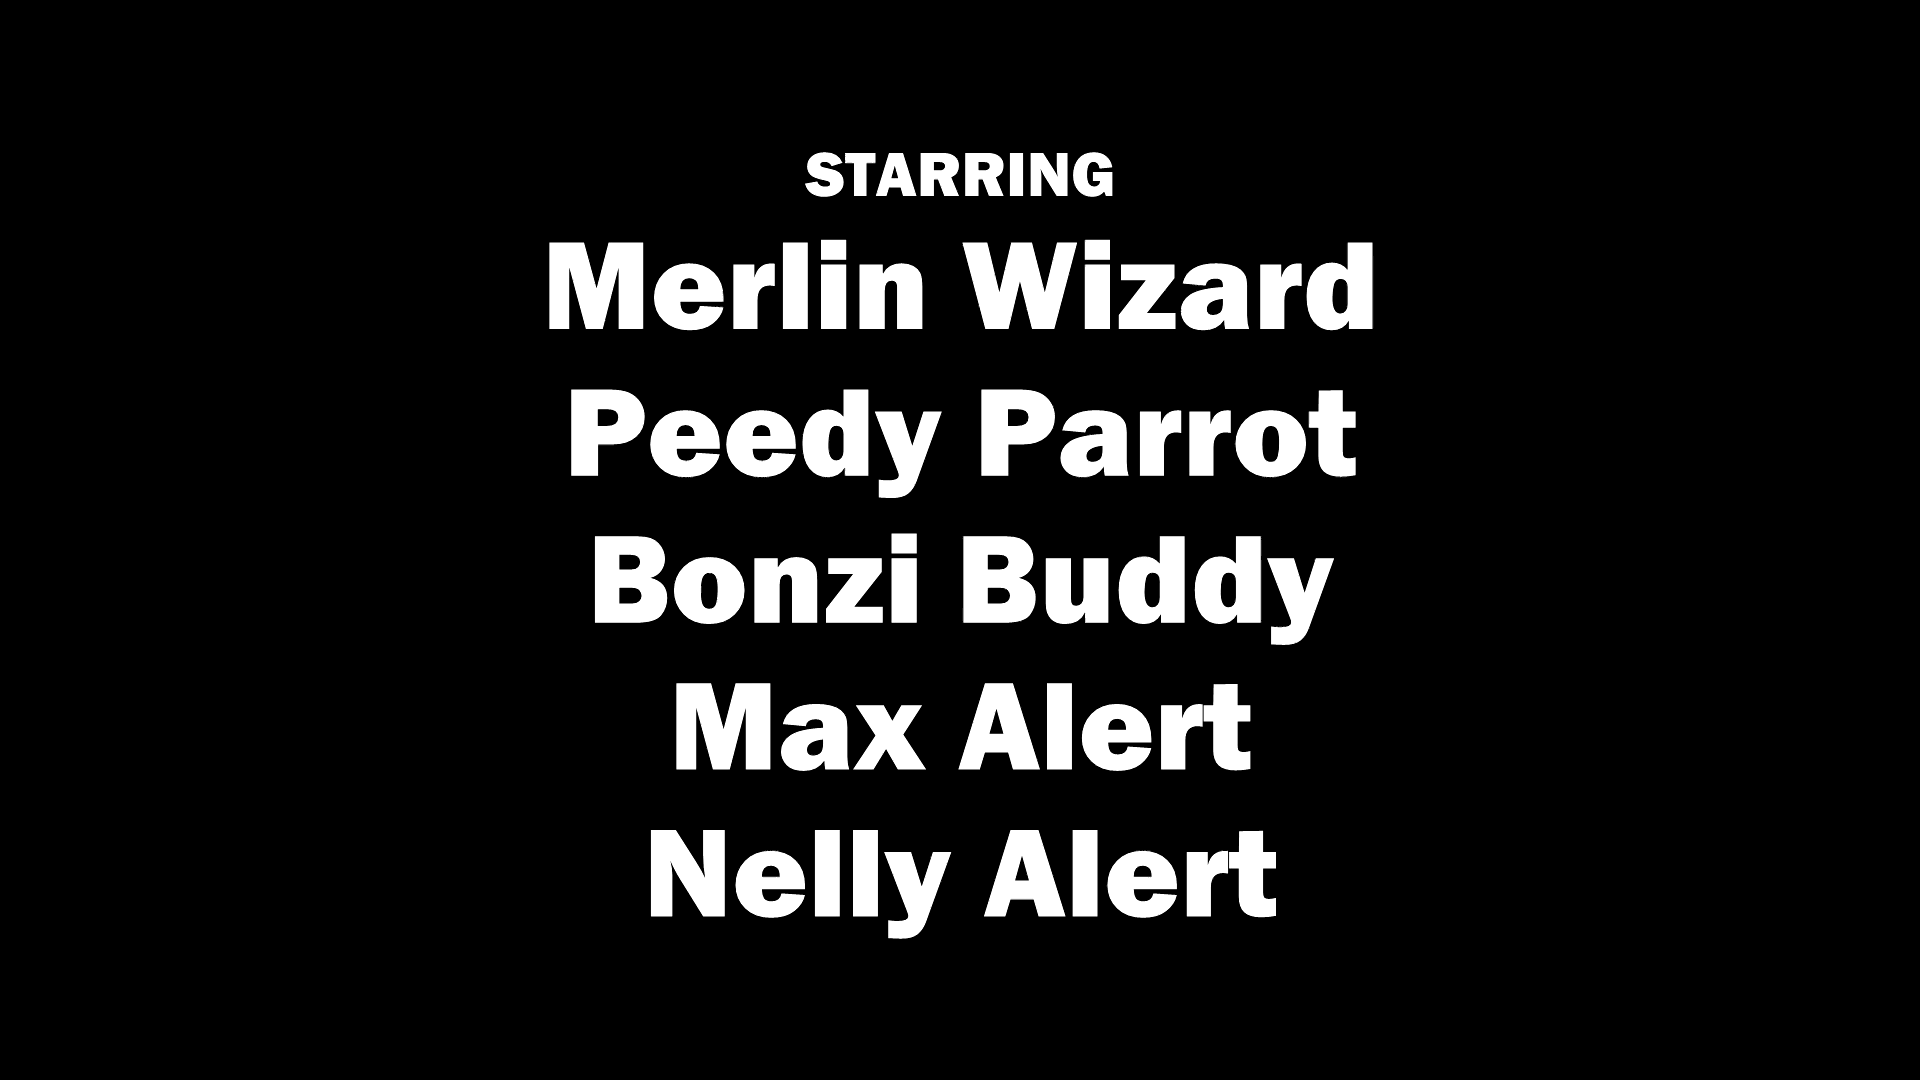 STARRING
Merlin Wizard
Peedy Parrot
Bonzi Buddy
Max Alert
Nelly Alert